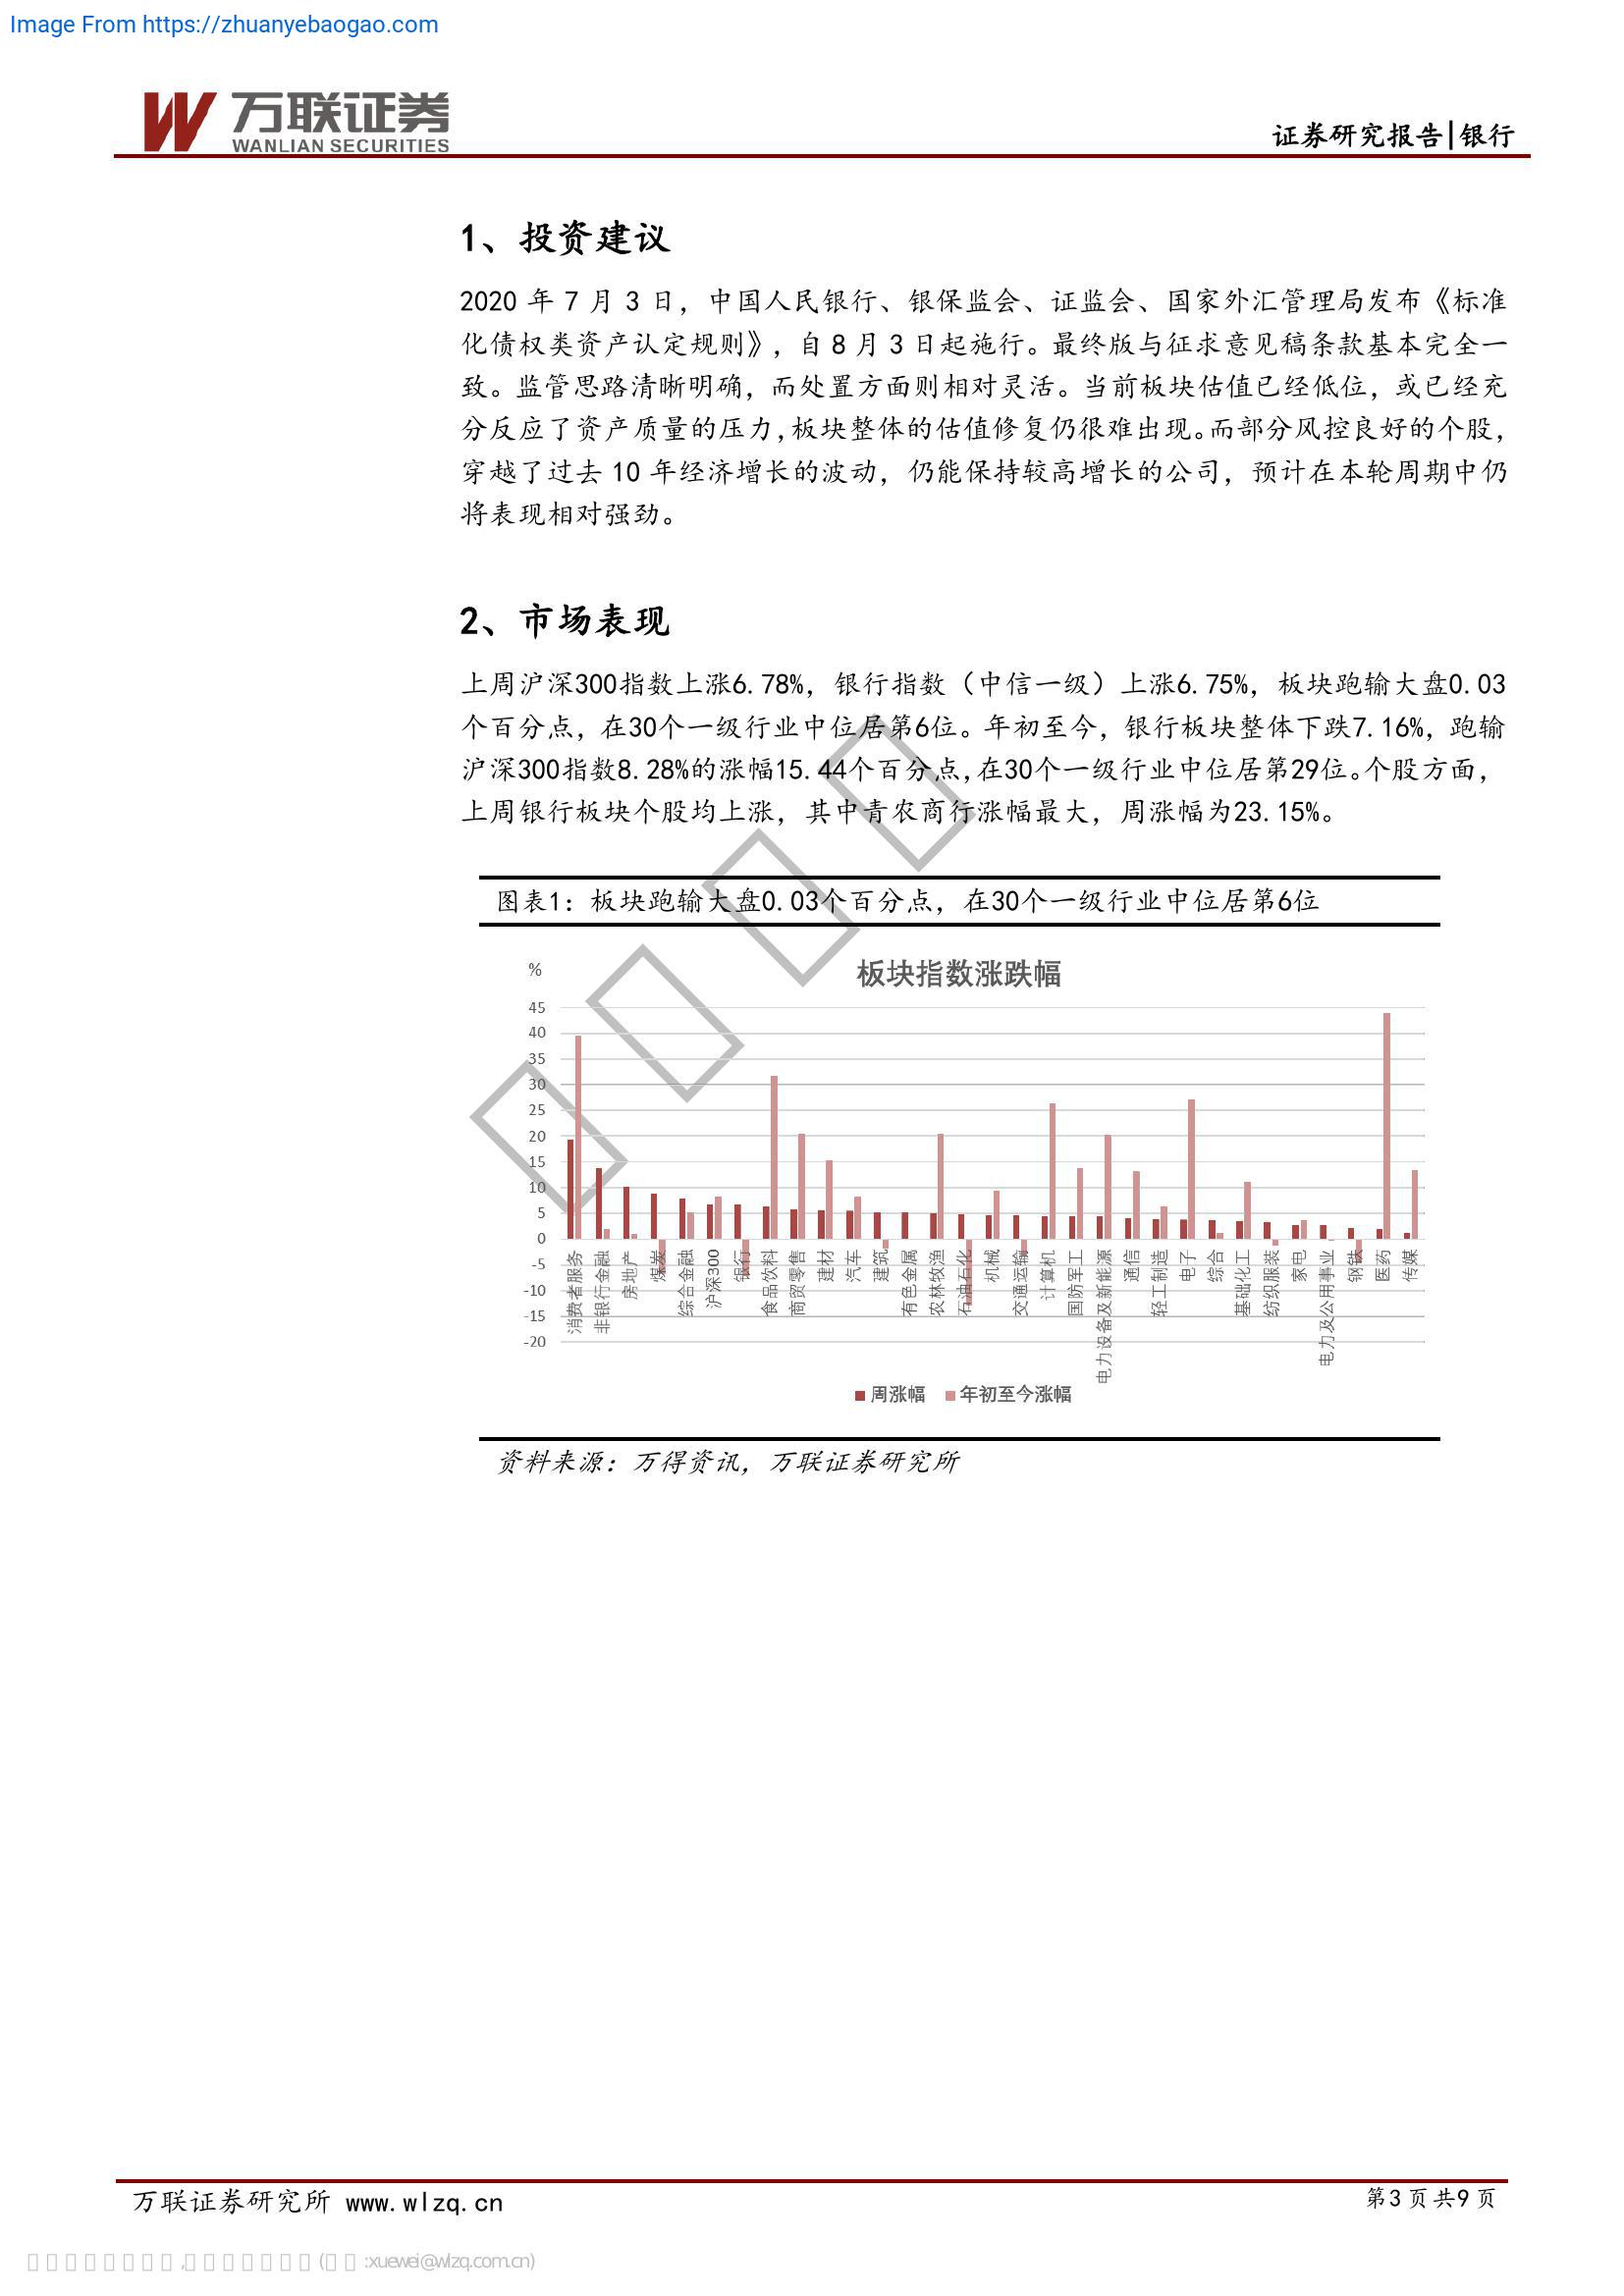 Image From https://zhuanyebaogao.com
万联证券
WANLIAN SECURITIES
证券研究报告|银行
1、投资建议
2020 年 7 月 3 日，中国人民银行、银保监会、证监会、国家外汇管理局发布《标准
化债权类资产认定规则》，自 8 月 3 日起施行。最终版与征求意见稿条款基本完全一
致。监管思路清晰明确，而处置方面则相对灵活。当前板块估值已经低位，或已经充
分反应了资产质量的压力，板块整体的估值修复仍很难出现。而部分风控良好的个股，
穿越了过去 10 年经济增长的波动，仍能保持较高增长的公司，预计在本轮周期中仍
将表现相对强劲。
2、市场表现
上周沪深300指数上涨6.78%，银行指数（中信一级）上涨6.75%，板块跑输大盘0.03
个百分点，在30个一级行业中位居第6位。年初至今，银行板块整体下跌7.16%，跑输
沪深300指数8.28%的涨幅15.44个百分点，在30个一级行业中位居第29位。个股方面，
上周银行板块个股均上涨，其中青农商行涨幅最大，周涨幅为23.15%。
图表1：板块跑输大盘0.03个百分点，在30个一级行业中位居第6位
板块指数涨跌幅
%
45
40
35
30
25
20
15
10
5
0
-5
-10
-15
-20
消费者服务
非银行金融
房地产
煤炭
综合金融
沪深300
银行
食品饮料
商贸零售
建材
汽车
建筑
有色金属
农林牧渔
石油石化
机械
交通运输
计算机
国防军工
电力设备及新能源
通信
轻工制造
电子
综合
基础化工
纺织服装
家电
电力及公用事业
钢铁
医药
传媒
周涨幅 年初至今涨幅
资料来源：万得资讯，万联证券研究所
万联证券研究所 www.wlzq.cn
第 3 页 共 9 页
:xuewei@wlzq.com.cn)